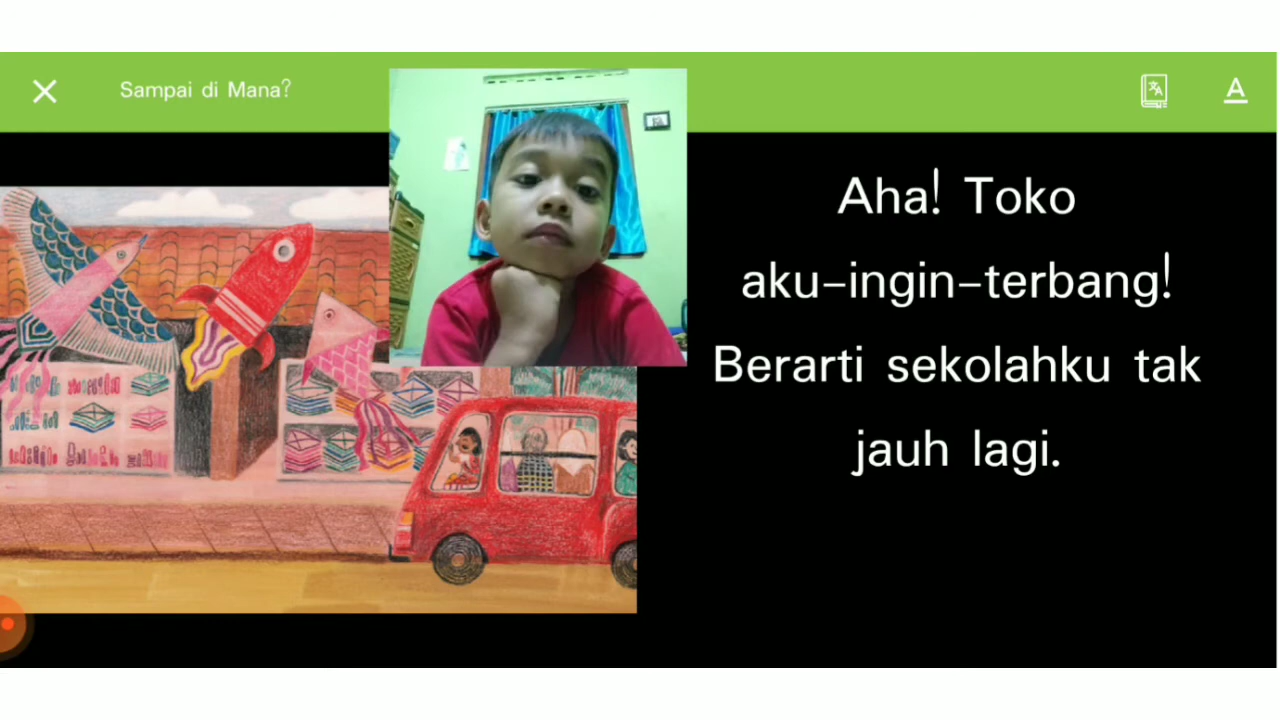 Sampai di Mana?
Aha! Toko
aku-ingin-terbang!
Berarti sekolahku tak
jauh lagi.